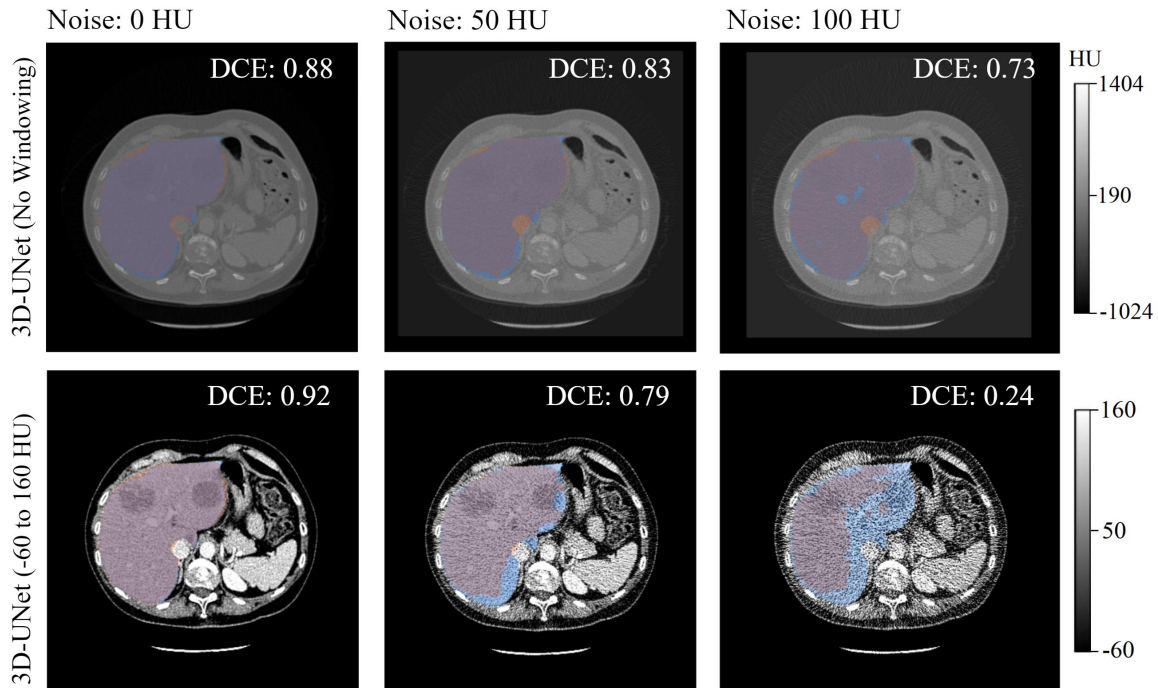 Noise: 0 HU
Noise: 50 HU
Noise: 100 HU
3D-UNet (No Windowing)
DCE: 0.88
DCE: 0.83
DCE: 0.73
HU
1404
190
-1024
3D-UNet (-60 to 160 HU)
DCE: 0.92
DCE: 0.79
DCE: 0.24
160
50
-60